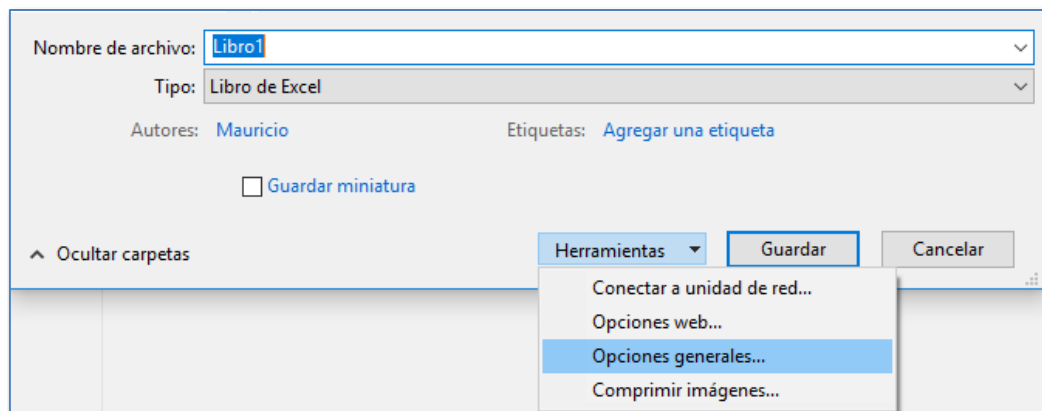 Nombre de archivo: Libro1
Tipo: Libro de Excel
Autores: Mauricio Etiquetas: Agregar una etiqueta
Guardar miniatura
Ocultar carpetas Herramientas Guardar Cancelar
Conectar a unidad de red...
Opciones web...
Opciones generales...
Comprimir imágenes...